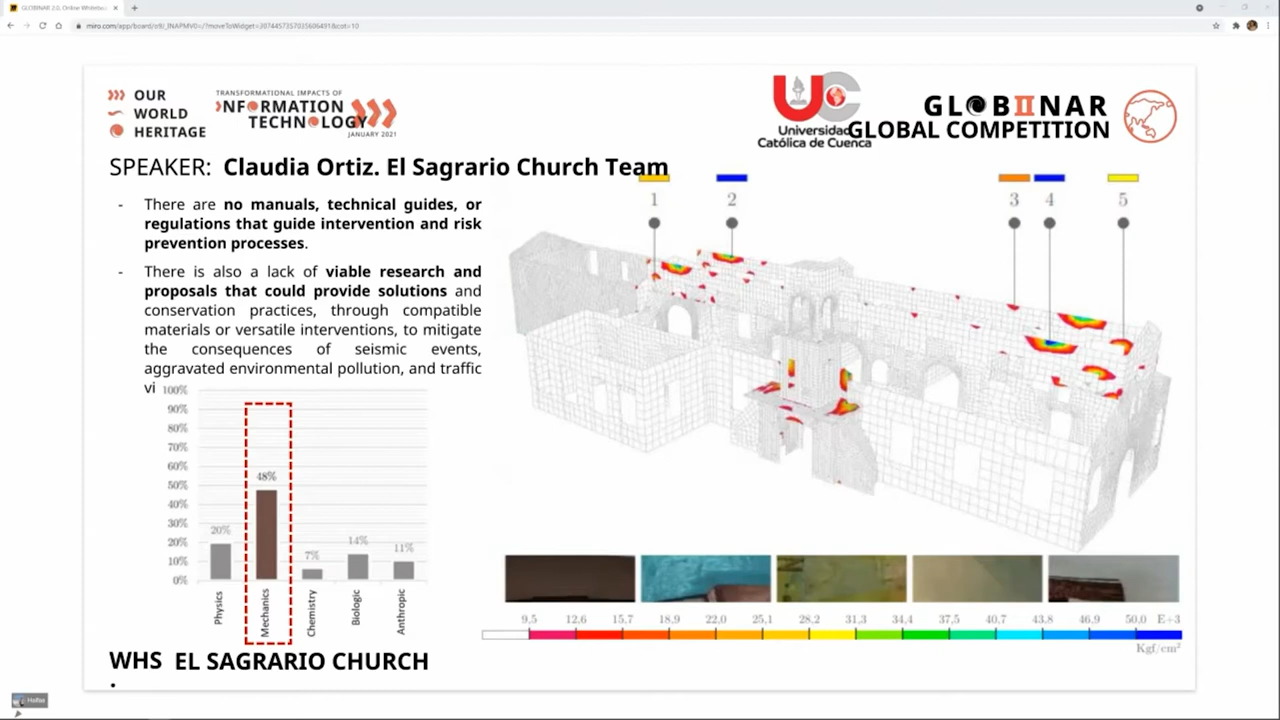 GLOBINAR 2.0, Online Whiteboa
OUR
WORLD
HERITAGE
TRANSFORMATIONAL IMPACTS OF
INFORMATION
TECHNOLOGY
JANUARY 2021
UC
Universidad
Católica de Cuenca
GLOBIINAR
GLOBAL COMPETITION
SPEAKER: Claudia Ortiz. El Sagrario Church Team
- There are no manuals, technical guides, or
regulations that guide intervention and risk
prevention processes.
- There is also a lack of viable research and
proposals that could provide solutions and
conservation practices, through compatible
materials or versatile interventions, to mitigate
the consequences of seismic events,
aggravated environmental pollution, and traffic
vi
100%
90%
80%
70%
60%
50%
40%
30%
20%
10%
0%
20%
48%
7%
14%
11%
Physics
Mechanics
Chemistry
Biologic
Anthropic
1 2 3 4 5
9,5 12,6 15,7 18,9 22,0 25,1 28,2 31,3 34,4 37,5 40,7 43,8 46,9 50,0 E+3
Kgf/cm²
WHS EL SAGRARIO CHURCH